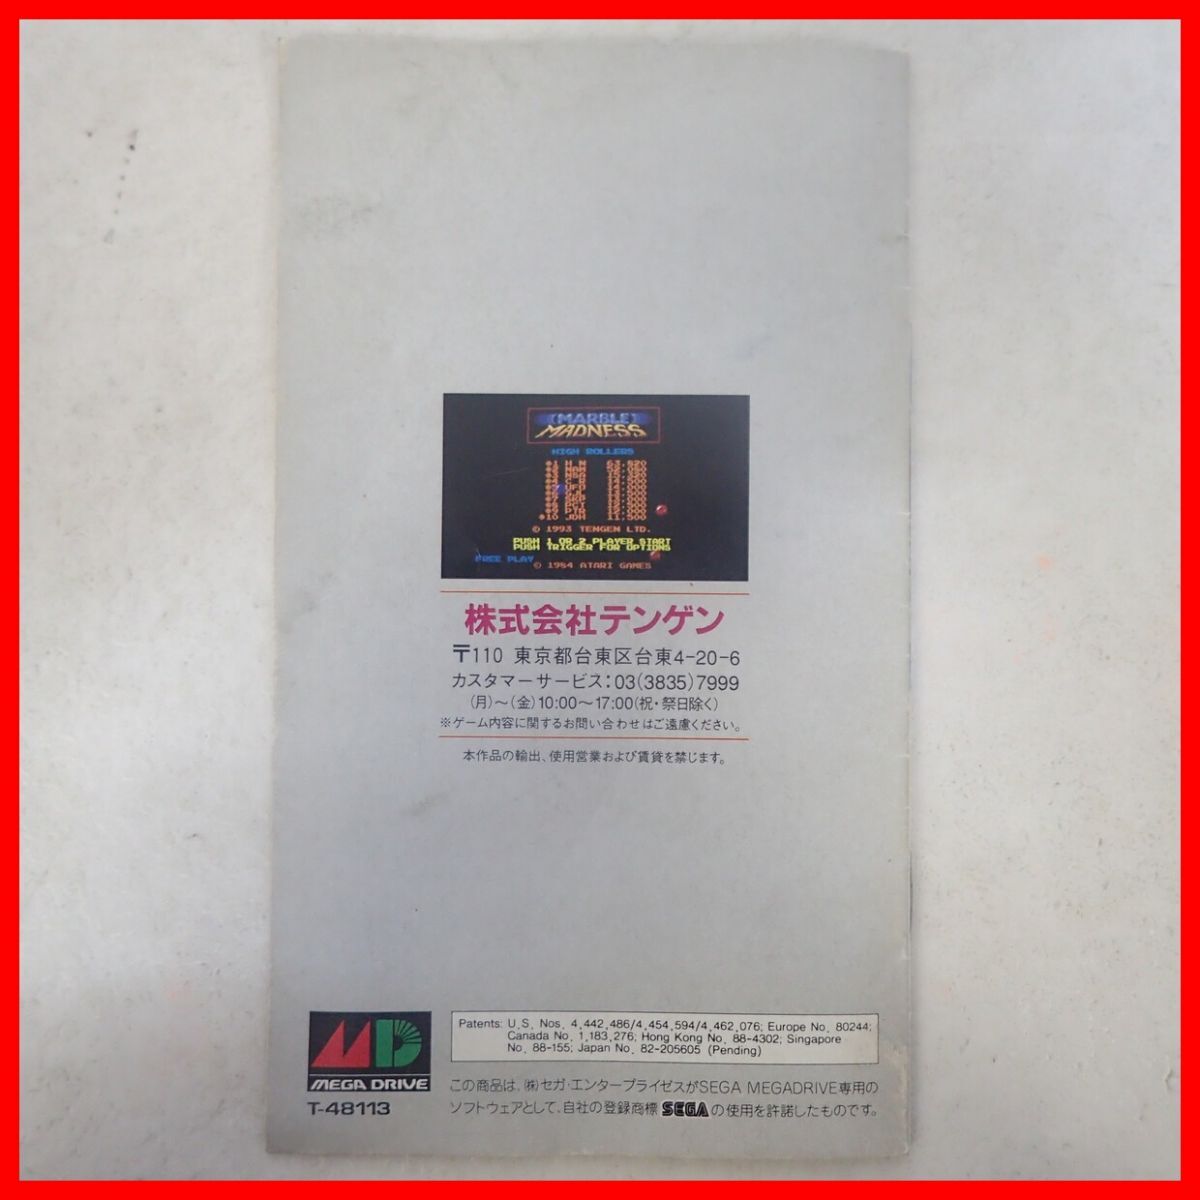 MARBLE
MADNESS
HIGH ROLLERS
*10 JDH 11,500
© 1993 TENGEN LTD.
PUSH 1 OR 2 PLAYER START
PUSH TRIGGER FOR OPTIONS
FREE PLAY
© 1984 ATARI GAMES
株式会社テンゲン
〒110 東京都台東区台東4-20-6
カスタマーサービス:03(3835)7999
(月)〜(金)10:00〜17:00(祝・祭日除く)
※ゲーム内容に関するお問い合わせはご遠慮ください。
本作品の輸出、使用営業および賃貸を禁じます。
MEGA DRIVE
T-48113
Patents: U.S. Nos. 4,442,486/4,454,594/4,462,076; Europe No. 80244;
Canada No. 1,183,276; Hong Kong No. 88-4302; Singapore
No. 88-155; Japan No. 82-205605 (Pending)
この商品は、㈱セガ・エンタープライゼスがSEGA MEGADRIVE専用の
ソフトウェアとして、自社の登録商標 SEGA の使用を許諾したものです。